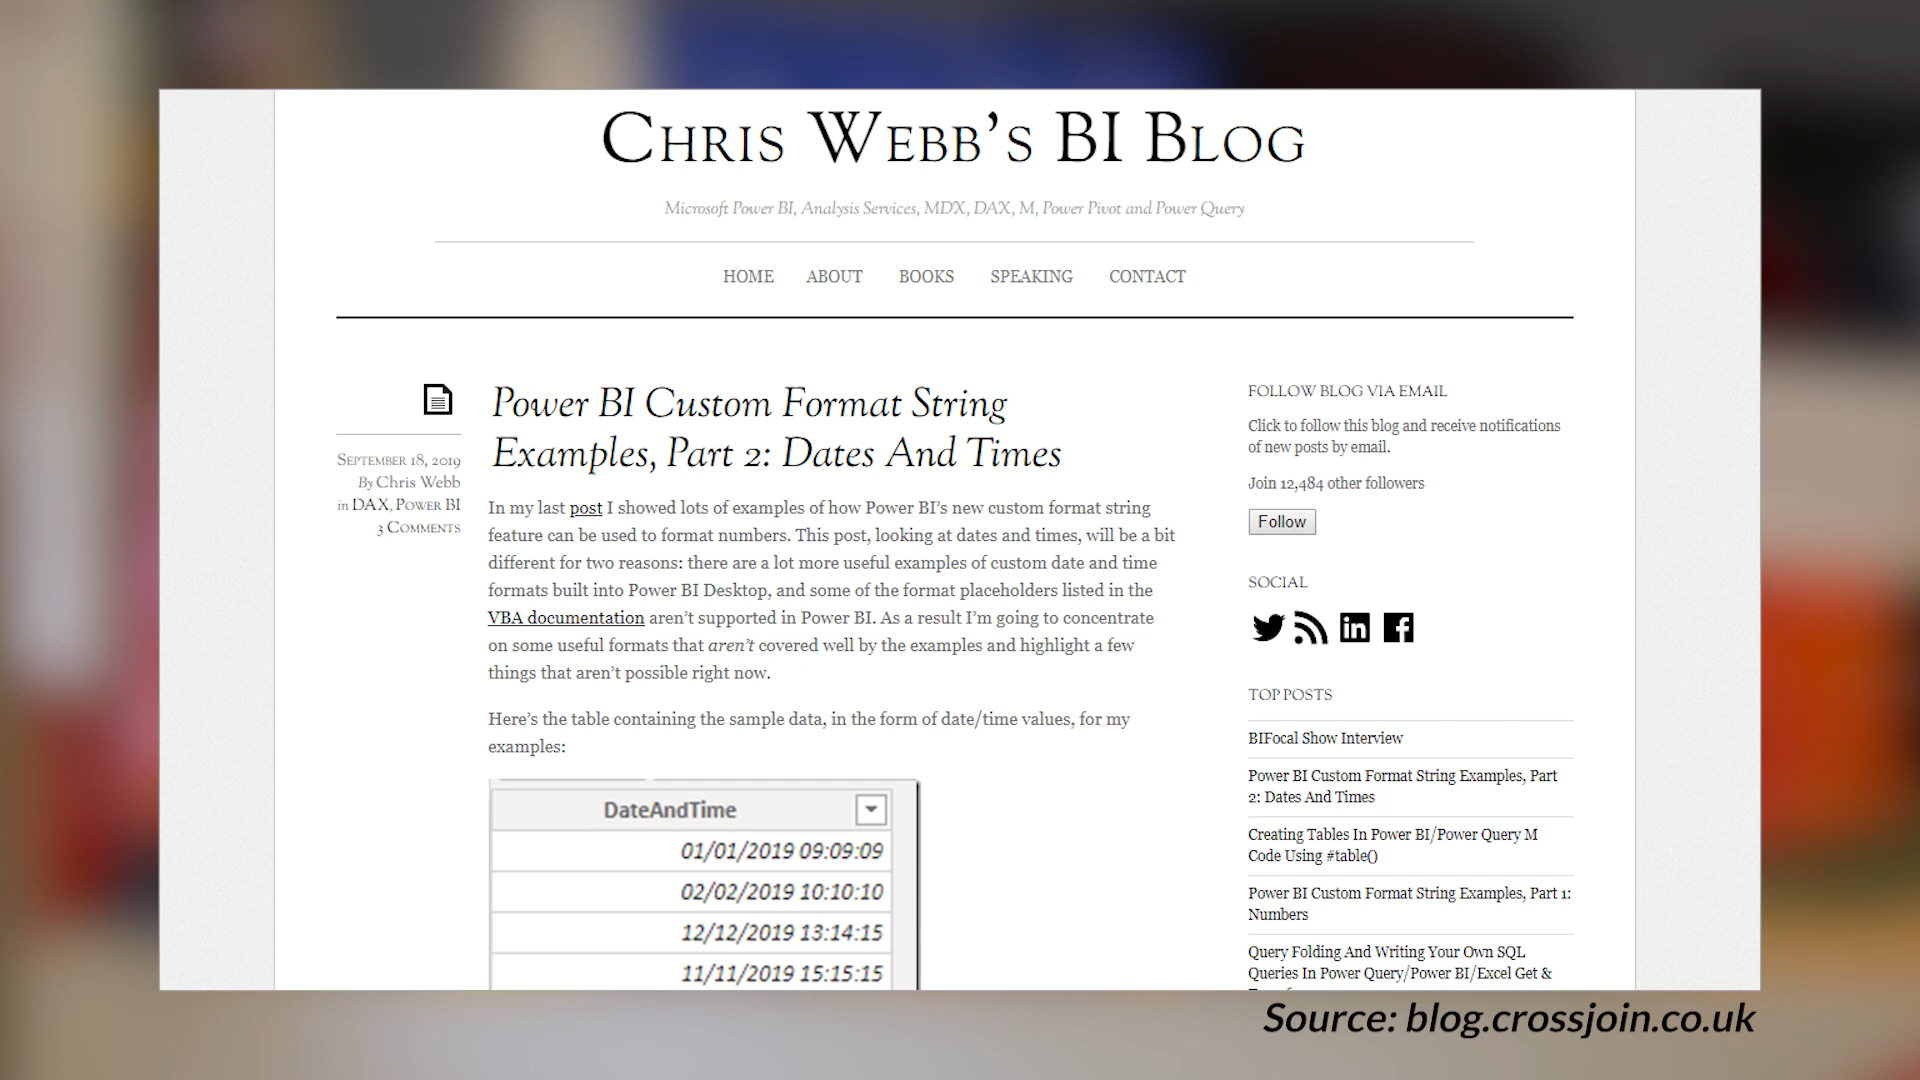 Chris Webb's BI Blog
Microsoft Power BI, Analysis Services, MDX, DAX, M, Power Pivot and Power Query
HOME ABOUT BOOKS SPEAKING CONTACT
September 18, 2019
By Chris Webb
in DAX, Power BI
3 Comments
Power BI Custom Format String
Examples, Part 2: Dates And Times
In my last post I showed lots of examples of how Power BI's new custom format string
feature can be used to format numbers. This post, looking at dates and times, will be a bit
different for two reasons: there are a lot more useful examples of custom date and time
formats built into Power BI Desktop, and some of the format placeholders listed in the
VBA documentation aren't supported in Power BI. As a result I'm going to concentrate
on some useful formats that aren't covered well by the examples and highlight a few
things that aren't possible right now.
Here's the table containing the sample data, in the form of date/time values, for my
examples:
DateAndTime
01/01/2019 09:09:09
02/02/2019 10:10:10
12/12/2019 13:14:15
11/11/2019 15:15:15
FOLLOW BLOG VIA EMAIL
Click to follow this blog and receive notifications
of new posts by email.
Join 12,484 other followers
Follow
SOCIAL
TOP POSTS
BIFocal Show Interview
Power BI Custom Format String Examples, Part
2: Dates And Times
Creating Tables In Power BI/Power Query M
Code Using #table()
Power BI Custom Format String Examples, Part 1:
Numbers
Query Folding And Writing Your Own SQL
Queries In Power Query/Power BI/Excel Get &
Source: blog.crossjoin.co.uk